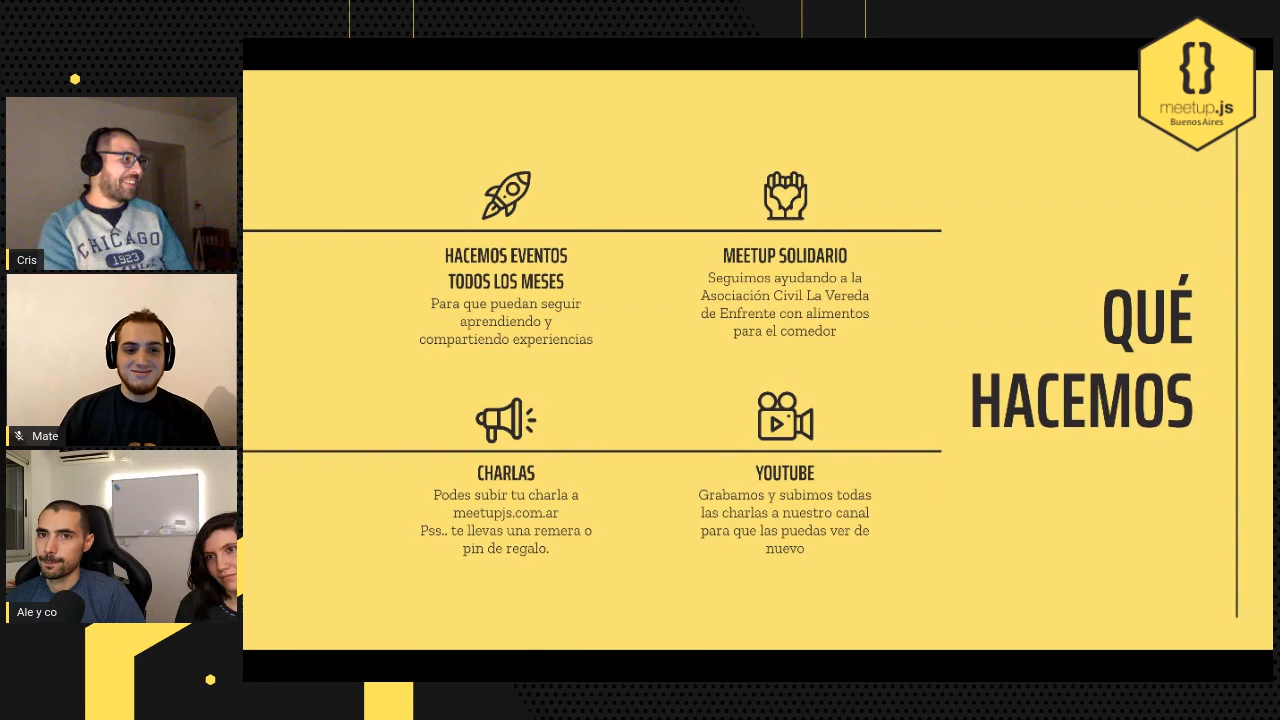 {}
meetup.js
BuenosAires
CHICAGO
1923
Cris
Mate
Ale y co
HACEMOS EVENTOS
TODOS LOS MESES
Para que puedan seguir
aprendiendo y
compartiendo experiencias
MEETUP SOLIDARIO
Seguimos ayudando a la
Asociación Civil La Vereda
de Enfrente con alimentos
para el comedor
CHARLAS
Podes subir tu charla a
meetupjs.com.ar
Pss.. te llevas una remera o
pin de regalo.
YOUTUBE
Grabamos y subimos todas
las charlas a nuestro canal
para que las puedas ver de
nuevo
QUÉ
HACEMOS